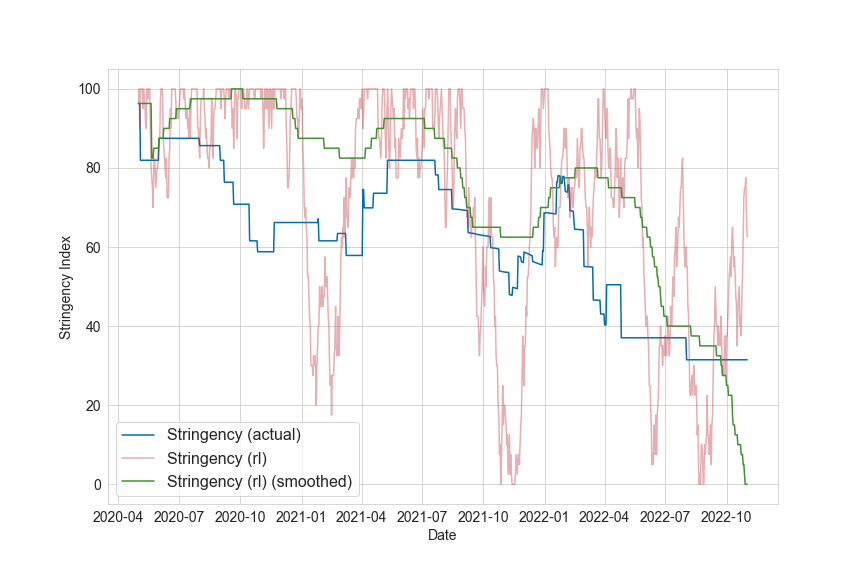 100
80
60
40
20
0
Stringency Index
Stringency (actual)
Stringency (rl)
Stringency (rl) (smoothed)
2020-04 2020-07 2020-10 2021-01 2021-04 2021-07 2021-10 2022-01 2022-04 2022-07 2022-10
Date